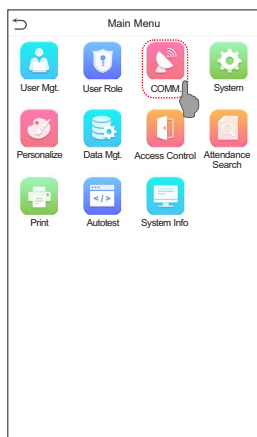 Main Menu
User Mgt. User Role COMM. System
Personalize Data Mgt. Access Control Attendance
Search
</>
Print Autotest System Info